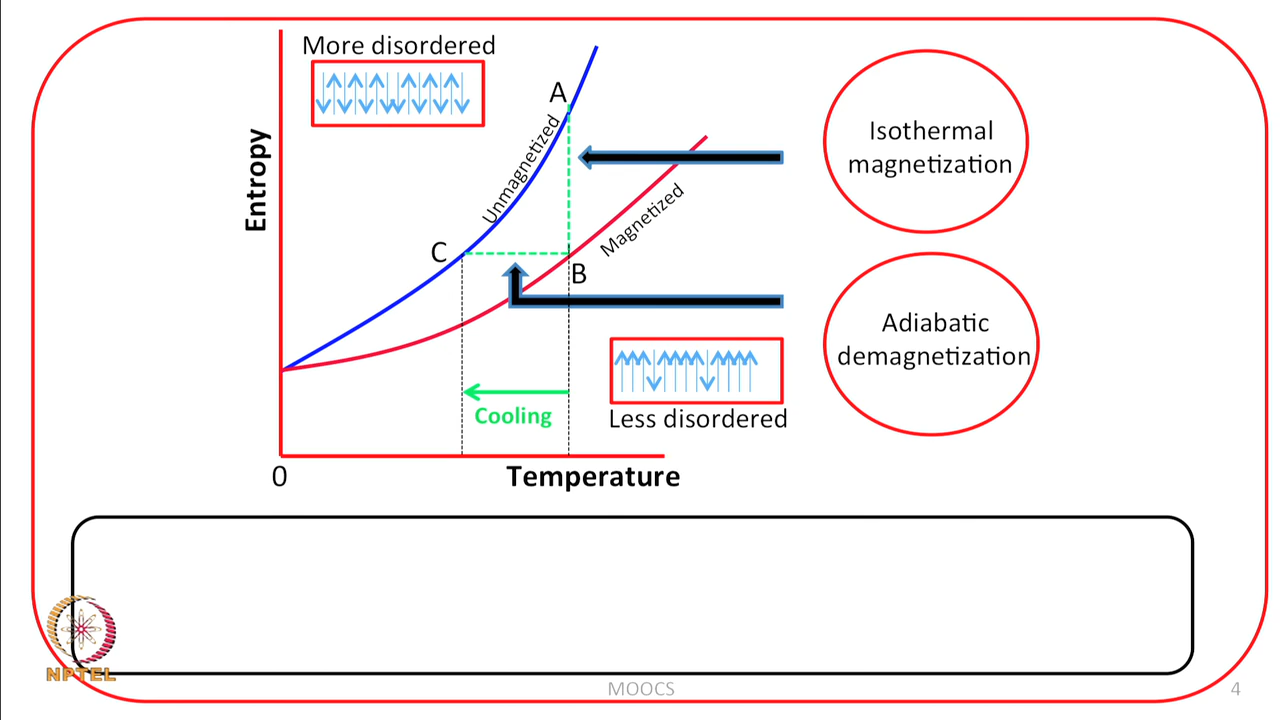 More disordered
A
Unmagnetized
Entropy
Isothermal
magnetization
Magnetized
C
B
Adiabatic
demagnetization
Cooling
Less disordered
0
Temperature
NPTEL
MOOCS
4